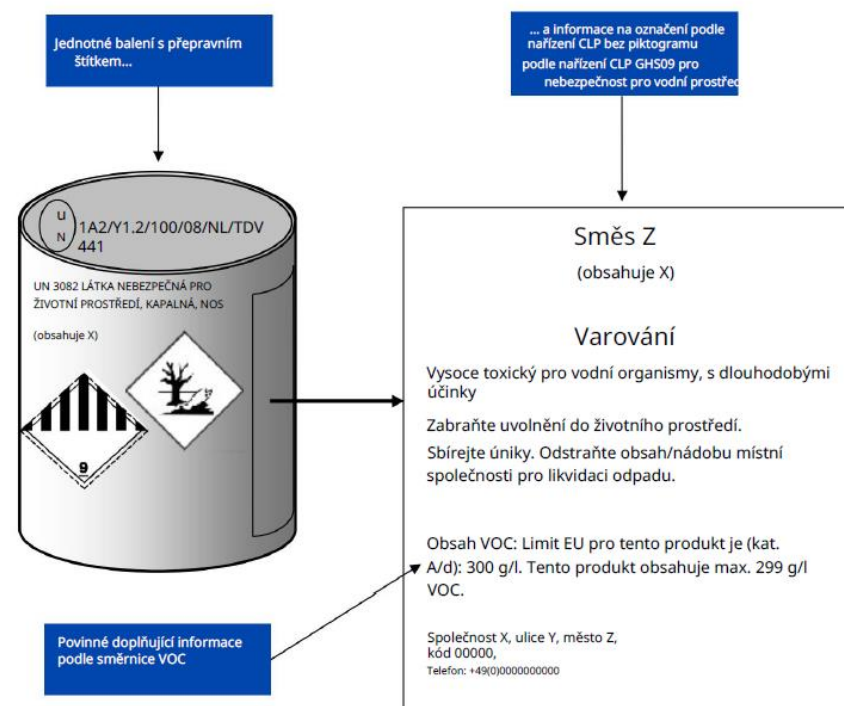 Jednotné balení s přepravním
štítkem...
... a informace na označení podle
nařízení CLP bez piktogramu
podle nařízení CLP GHS09 pro
nebezpečnost pro vodní prostřed
u
N
1A2/Y1.2/100/08/NL/TDV
441
UN 3082 LÁTKA NEBEZPEČNÁ PRO
ŽIVOTNÍ PROSTŘEDÍ, KAPALNÁ, NOS
(obsahuje X)
9
Směs Z
(obsahuje X)
Varování
Vysoce toxický pro vodní organismy, s dlouhodobými
účinky
Zabraňte uvolnění do životního prostředí.
Sbírejte úniky. Odstraňte obsah/nádobu místní
společnosti pro likvidaci odpadu.
Obsah VOC: Limit EU pro tento produkt je (kat.
A/d): 300 g/l. Tento produkt obsahuje max. 299 g/l
VOC.
Společnost X, ulice Y, město Z,
kód 00000,
Telefon: +49(0)0000000000
Povinné doplňující informace
podle směrnice VOC